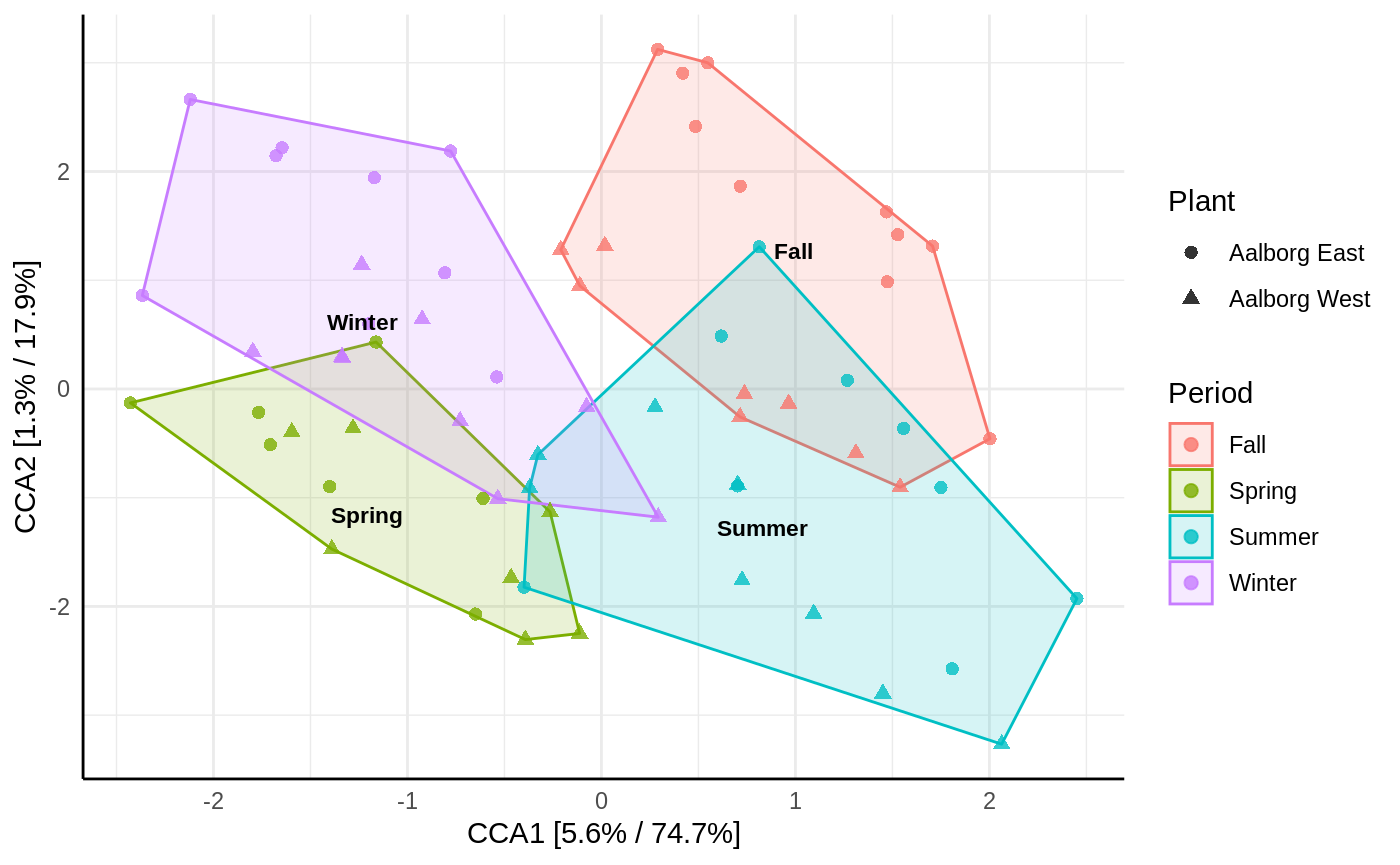 Plant
Aalborg East
Aalborg West
Period
Fall
Spring
Summer
Winter
Fall
Winter
Spring
Summer
2
0
-2
-2
-1
0
1
2
CCA1 [5.6% / 74.7%]
CCA2 [1.3% / 17.9%]